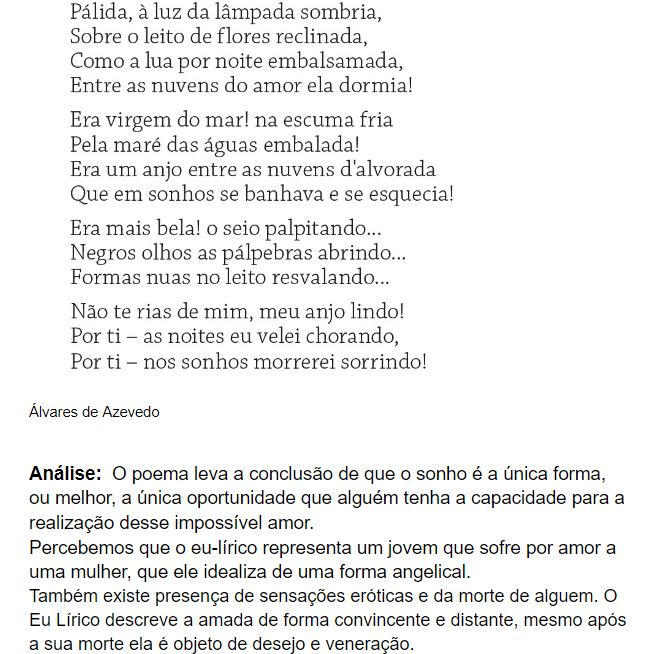 Pálida, à luz da lâmpada sombria,
Sobre o leito de flores reclinada,
Como a lua por noite embalsamada,
Entre as nuvens do amor ela dormia!
Era virgem do mar! na escuma fria
Pela maré das águas embalada!
Era um anjo entre as nuvens d'alvorada
Que em sonhos se banhava e se esquecia!
Era mais bela! o seio palpitando...
Negros olhos as pálpebras abrindo...
Formas nuas no leito resvalando...
Não te rias de mim, meu anjo lindo!
Por ti – as noites eu velei chorando,
Por ti – nos sonhos morrerei sorrindo!
Álvares de Azevedo
Análise: O poema leva a conclusão de que o sonho é a única forma,
ou melhor, a única oportunidade que alguém tenha a capacidade para a
realização desse impossível amor.
Percebemos que o eu-lírico representa um jovem que sofre por amor a
uma mulher, que ele idealiza de uma forma angelical.
Também existe presença de sensações eróticas e da morte de alguem. O
Eu Lírico descreve a amada de forma convincente e distante, mesmo após
a sua morte ela é objeto de desejo e veneração.